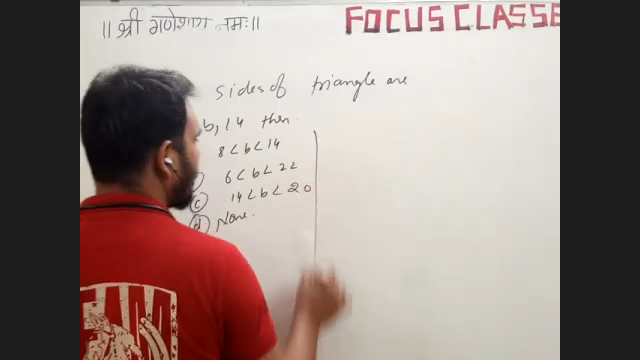 || श्री गणेशाय नमः ||
FOCUS CLASSE
Sides of triangle are
b, 14 then.
8 < b < 14
6 < b < 22
(c) 14 < b < 20
(d) None.